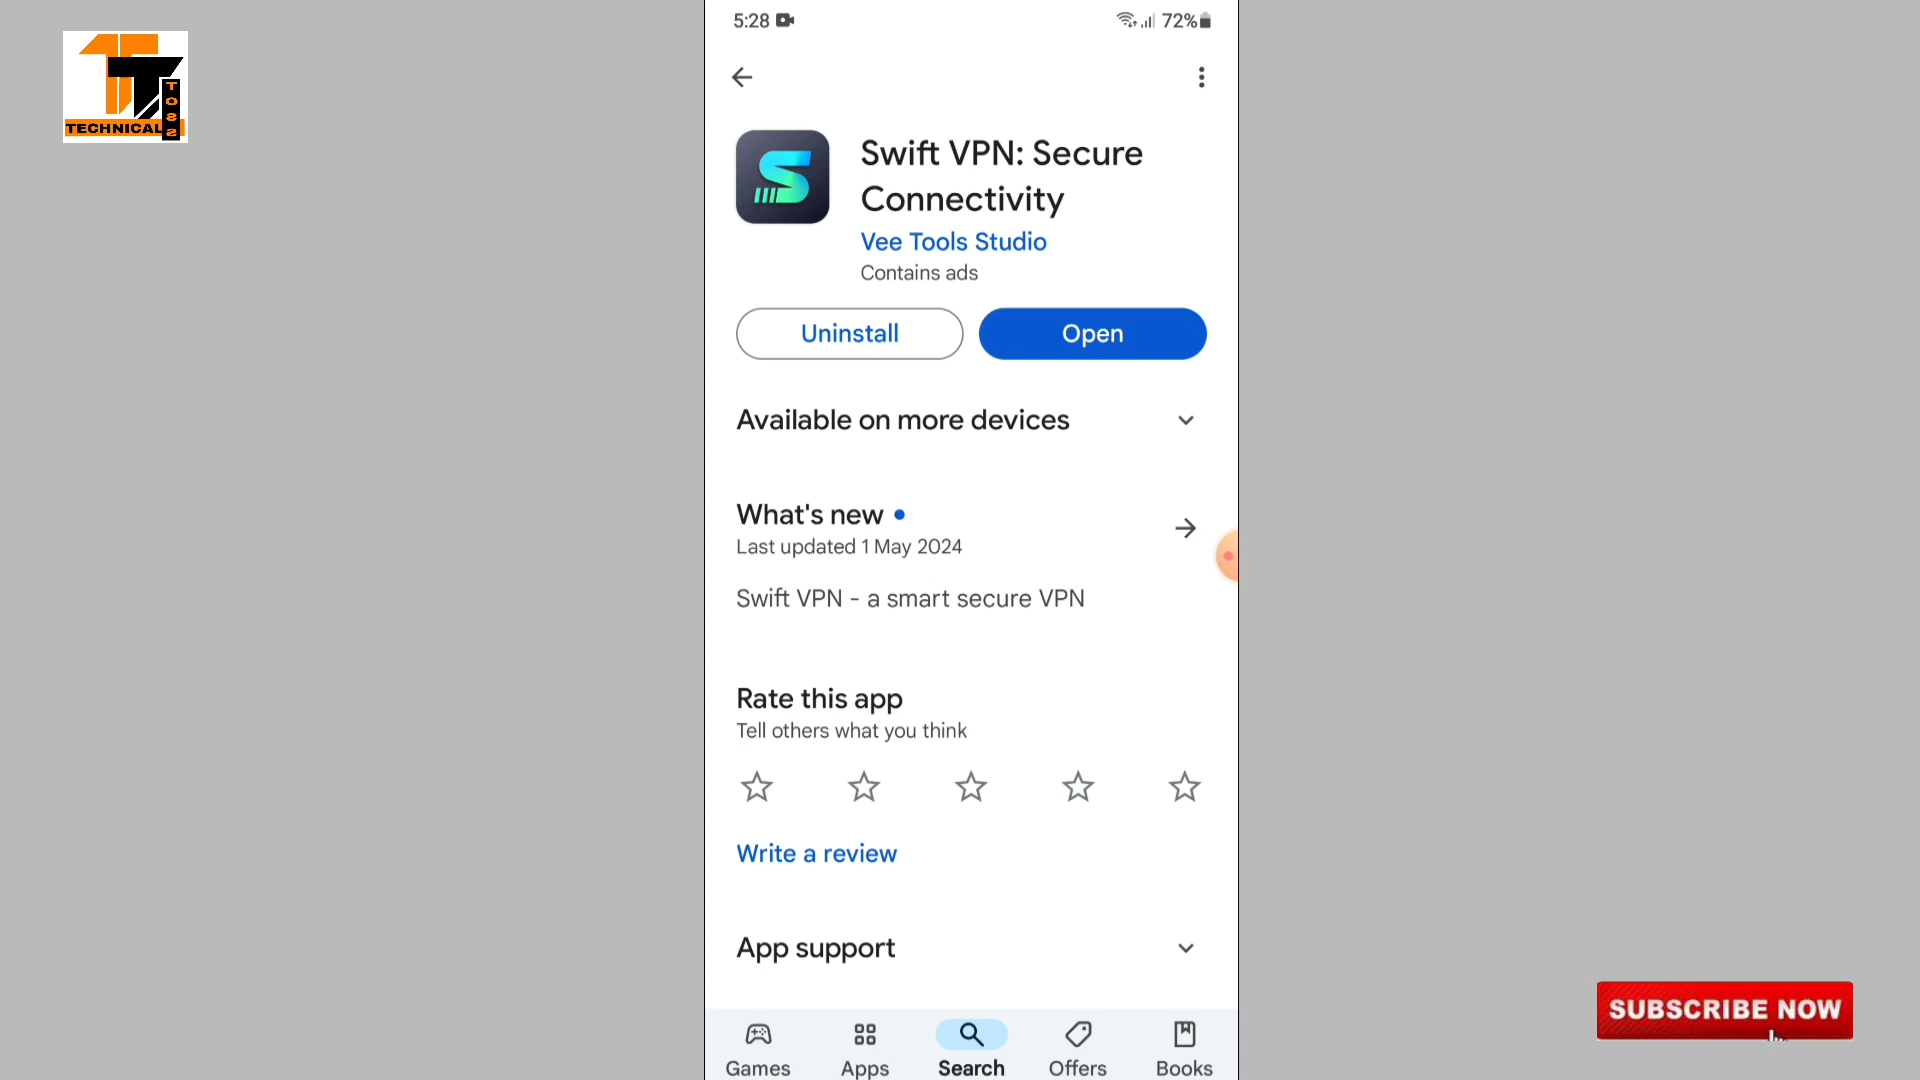 TECHNICAL
TO82
5:28
72%
Swift VPN: Secure
Connectivity
Vee Tools Studio
Contains ads
Uninstall
Open
Available on more devices
What's new
Last updated 1 May 2024
Swift VPN - a smart secure VPN
Rate this app
Tell others what you think
Write a review
App support
Games
Apps
Search
Offers
Books
SUBSCRIBE NOW